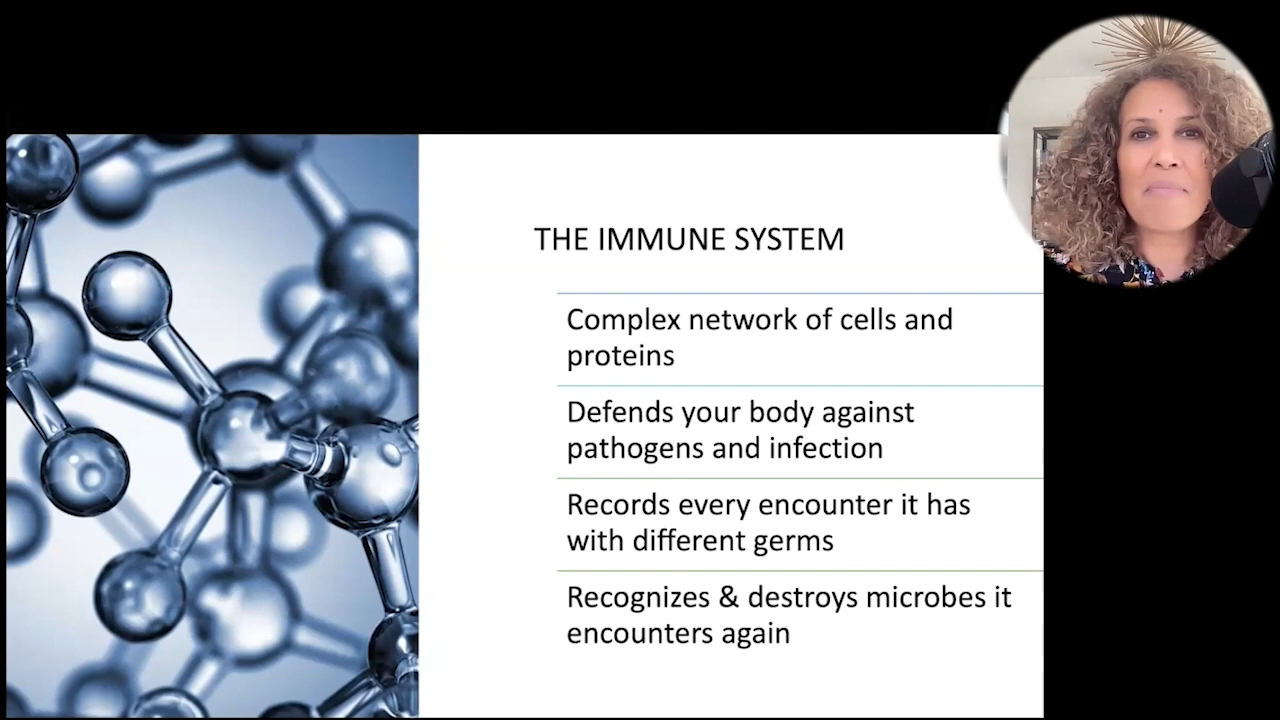 THE IMMUNE SYSTEM
Complex network of cells and
proteins
Defends your body against
pathogens and infection
Records every encounter it has
with different germs
Recognizes & destroys microbes it
encounters again